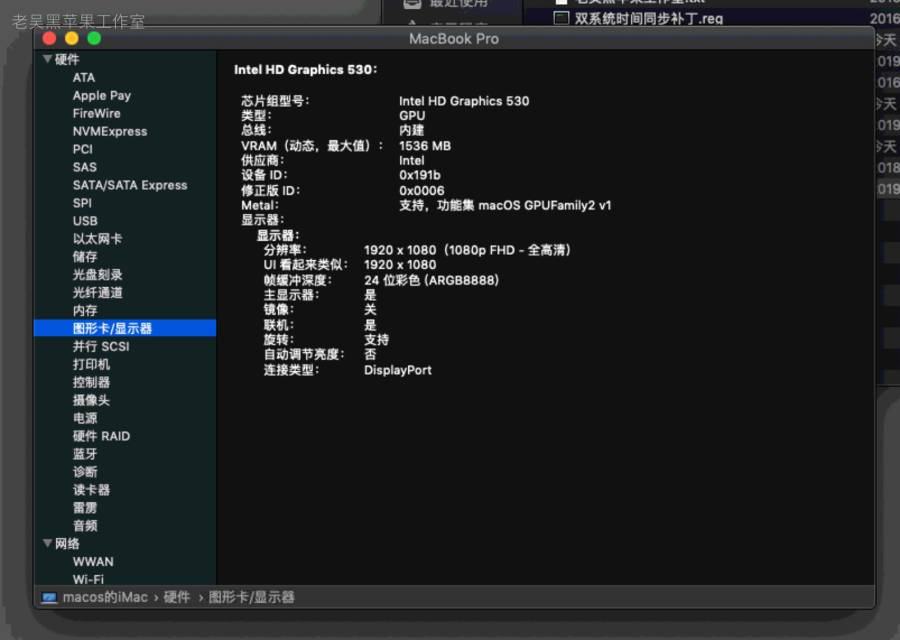 最近使用
老吴黑苹果工作室
双系统时间同步补丁.reg
2016
MacBook Pro
今天
硬件
ATA
Apple Pay
FireWire
NVMExpress
PCI
SAS
SATA/SATA Express
SPI
USB
以太网卡
储存
光盘刻录
光纤通道
内存
图形卡/显示器
并行 SCSI
打印机
控制器
摄像头
电源
硬件 RAID
蓝牙
诊断
读卡器
雷雳
音频
网络
WWAN
Wi-Fi
Intel HD Graphics 530:
芯片组型号: Intel HD Graphics 530
类型: GPU
总线: 内建
VRAM（动态，最大值）: 1536 MB
供应商: Intel
设备 ID: 0x191b
修正版 ID: 0x0006
Metal: 支持，功能集 macOS GPUFamily2 v1
显示器:
显示器:
分辨率: 1920 x 1080（1080p FHD - 全高清）
UI 看起来类似: 1920 x 1080
帧缓冲深度: 24 位彩色 (ARGB8888)
主显示器: 是
镜像: 关
联机: 是
旋转: 支持
自动调节亮度: 否
连接类型: DisplayPort
019
016
今天
019
今天
018
019
macos的iMac › 硬件 › 图形卡/显示器